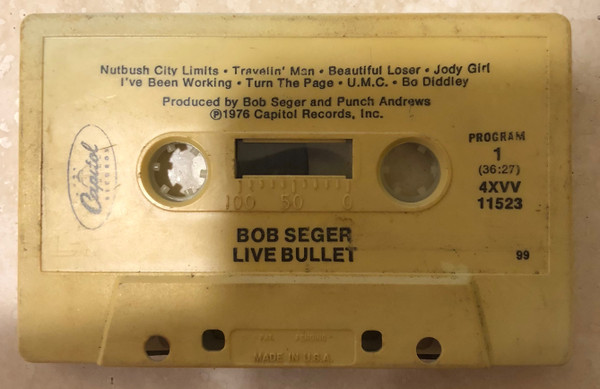 Nutbush City Limits • Travelin' Man • Beautiful Loser • Jody Girl
I've Been Working • Turn The Page • U.M.C. • Bo Diddley
Produced by Bob Seger and Punch Andrews
Ⓟ1976 Capitol Records, Inc.
Capitol
RECORDS
PROGRAM
1
(36:27)
4XVV
11523
100 50 0
BOB SEGER
LIVE BULLET
99
MADE IN U.S.A.